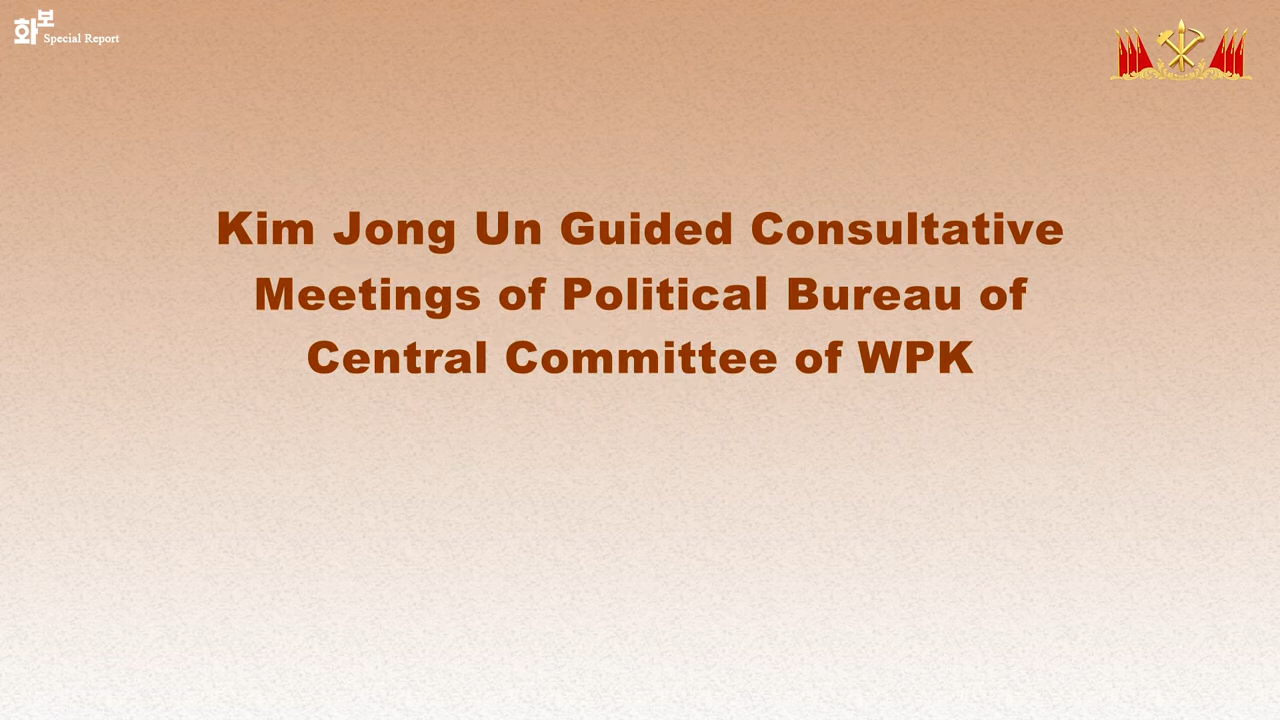 화보
Special Report
Kim Jong Un Guided Consultative
Meetings of Political Bureau of
Central Committee of WPK